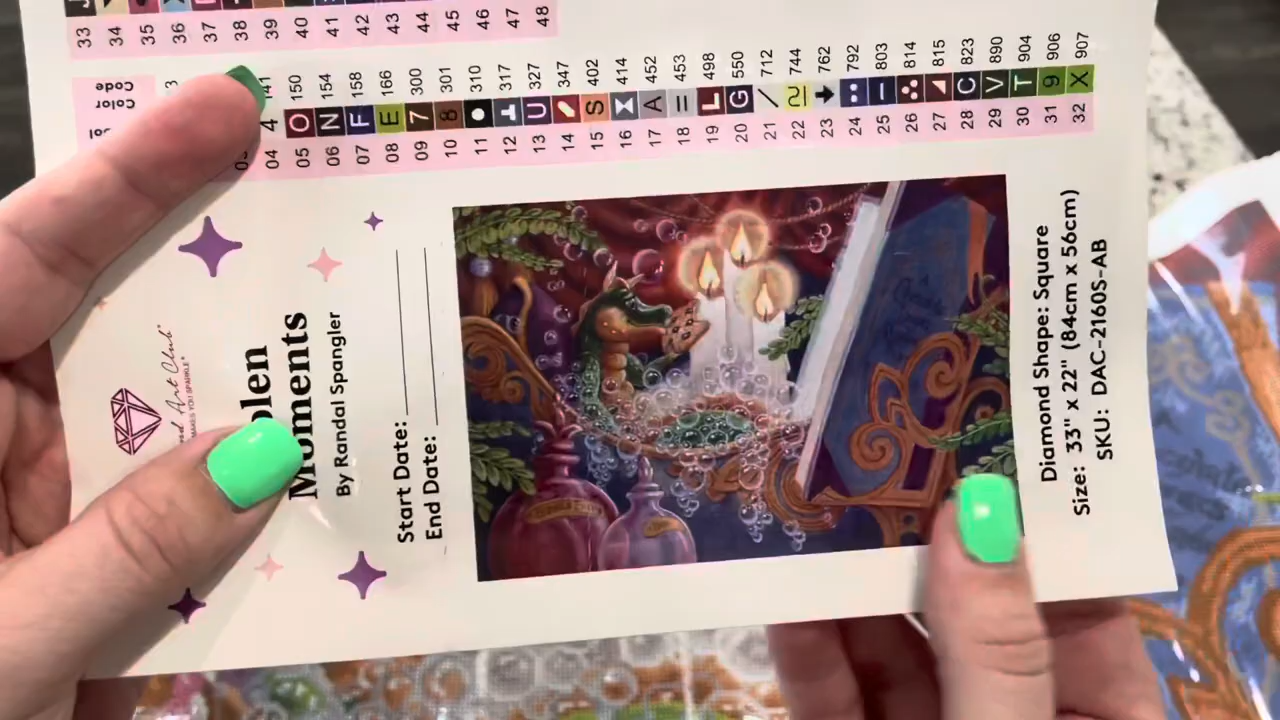 Art Club
MAKES YOU SPARKLE
Moments
By Randal Spangler
Start Date:
End Date:
Color
Code
04 4 141
05 O 150
06 N 154
07 F 158
08 E 166
09 7 300
10 8 301
11 ● 310
12 ┻ 317
13 U 327
14 347
15 S 402
16 414
17 A 452
18 = 453
19 L 498
20 G 550
21 / 712
22 744
23 762
24 792
25 – 803
26 814
27 815
28 C 823
29 V 890
30 T 904
31 9 906
32 X 907
33
34
35
36
37
38
39
40
41
42
43
44
45
46
47
48
Diamond Shape: Square
Size: 33" x 22" (84cm x 56cm)
SKU: DAC-2160S-AB